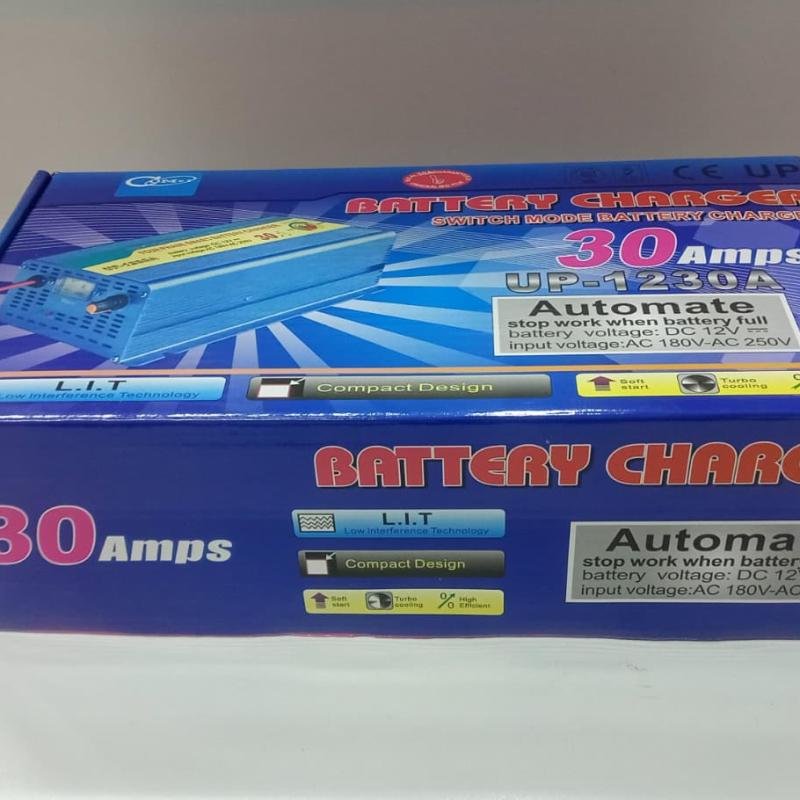 CE UP
BATTERY CHARGER
SWITCH MODE BATTERY CHARG
30 Amps
UP-1230A
Automate
stop work when battery full
battery voltage: DC 12V
input voltage:AC 180V-AC 250V
L.I.T
Low Interference Technology
Compact Design
Soft start
Turbo cooling
BATTERY CHARG
30 Amps
L.I.T
Low Interference Technology
Compact Design
Soft start
Turbo cooling
High Efficient
Automa
stop work when batter
battery voltage: DC 12V
input voltage:AC 180V-AC